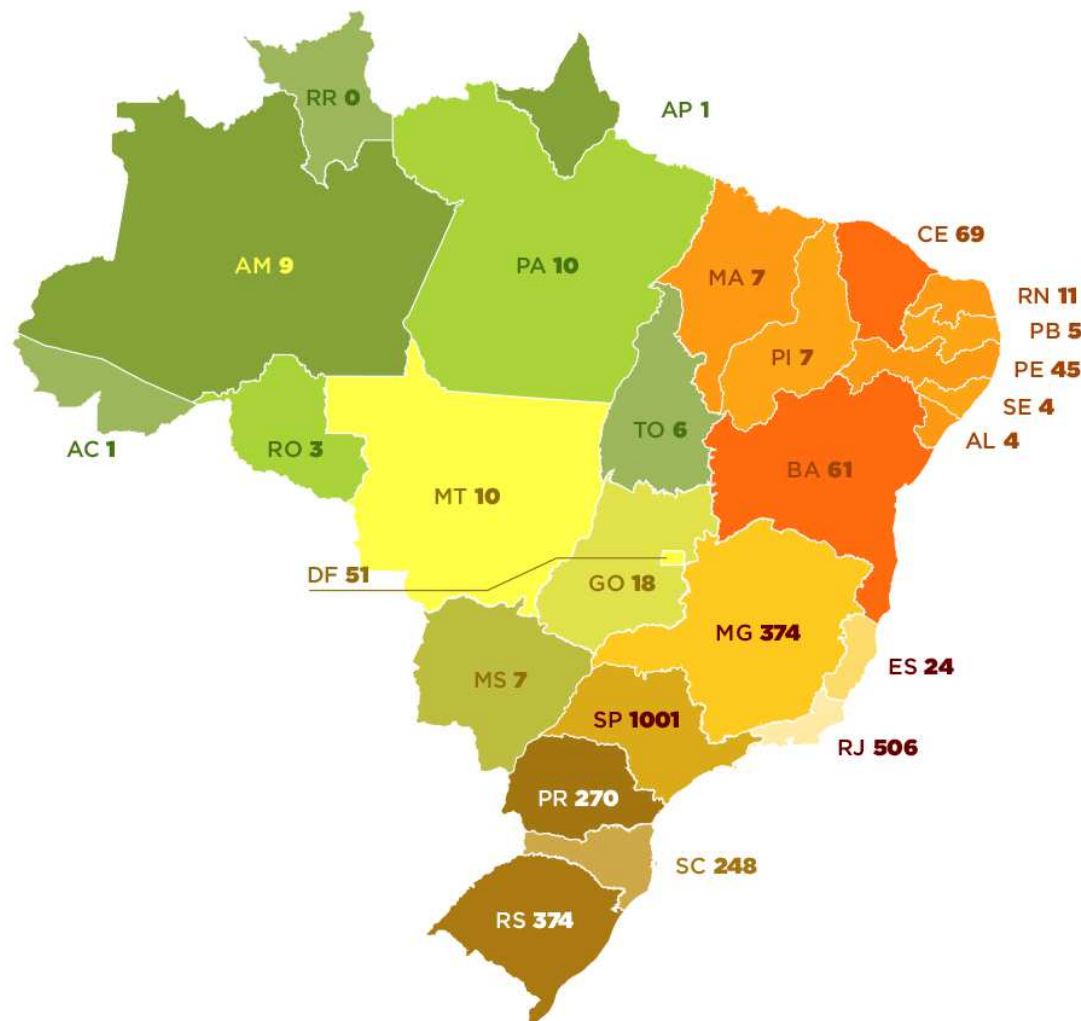 RR 0
AP 1
CE 69
AM 9
PA 10
MA 7
RN 11
PB 5
PI 7
PE 45
SE 4
TO 6
AL 4
AC 1
RO 3
BA 61
MT 10
DF 51
GO 18
MG 374
ES 24
MS 7
SP 1001
RJ 506
PR 270
SC 248
RS 374